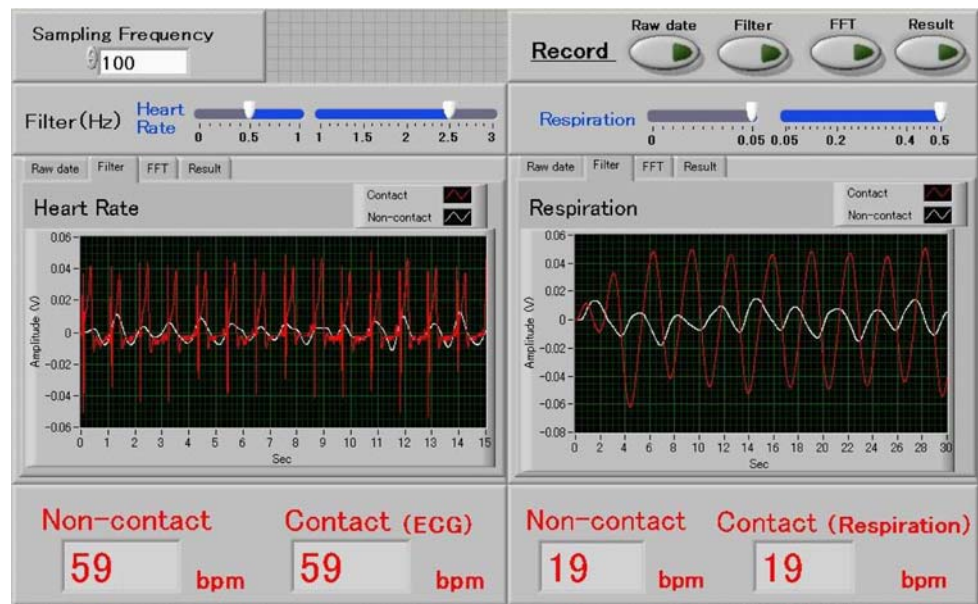 Sampling Frequency
100
Record
Raw date Filter FFT Result
Filter(Hz)
Heart
Rate
0 0.5 1 1 1.5 2 2.5 3
Respiration
0 0.05 0.05 0.2 0.4 0.5
Raw date Filter FFT Result
Heart Rate
Contact
Non-contact
Amplitude (V)
0.06
0.04
0.02
0
-0.02
-0.04
-0.06
0 1 2 3 4 5 6 7 8 9 10 11 12 13 14 15
Sec
Raw date Filter FFT Result
Respiration
Contact
Non-contact
Amplitude (V)
0.06
0.04
0.02
0
-0.02
-0.04
-0.06
-0.08
0 2 4 6 8 10 12 14 16 18 20 22 24 26 28 30
Sec
Non-contact
59 bpm
Contact (ECG)
59 bpm
Non-contact
19 bpm
Contact (Respiration)
19 bpm